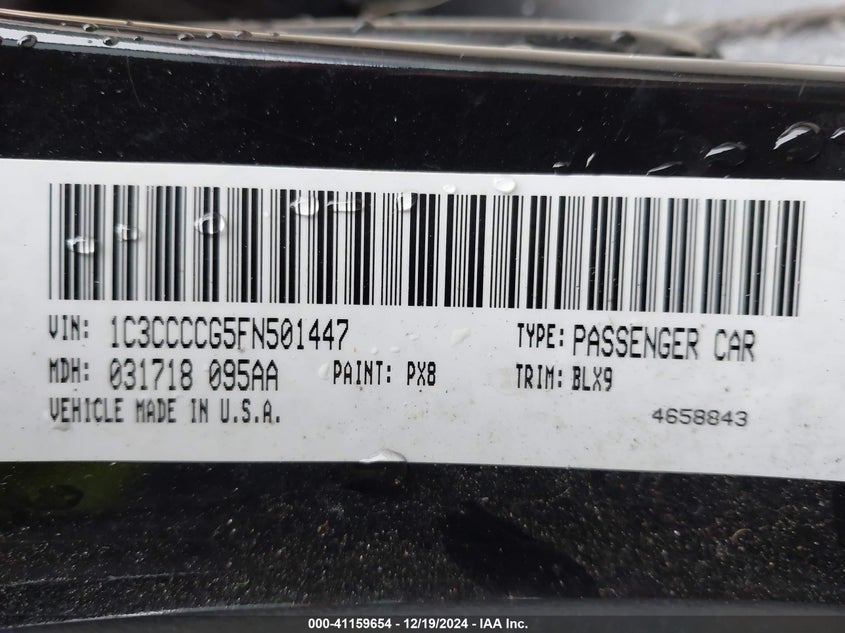 VIN: 1C3CCCCG5FN501447 TYPE: PASSENGER CAR
MDH: 031718 095AA PAINT: PX8 TRIM: BLX9
VEHICLE MADE IN U.S.A. 4658843
000-41159654 - 12/19/2024 - IAA Inc.